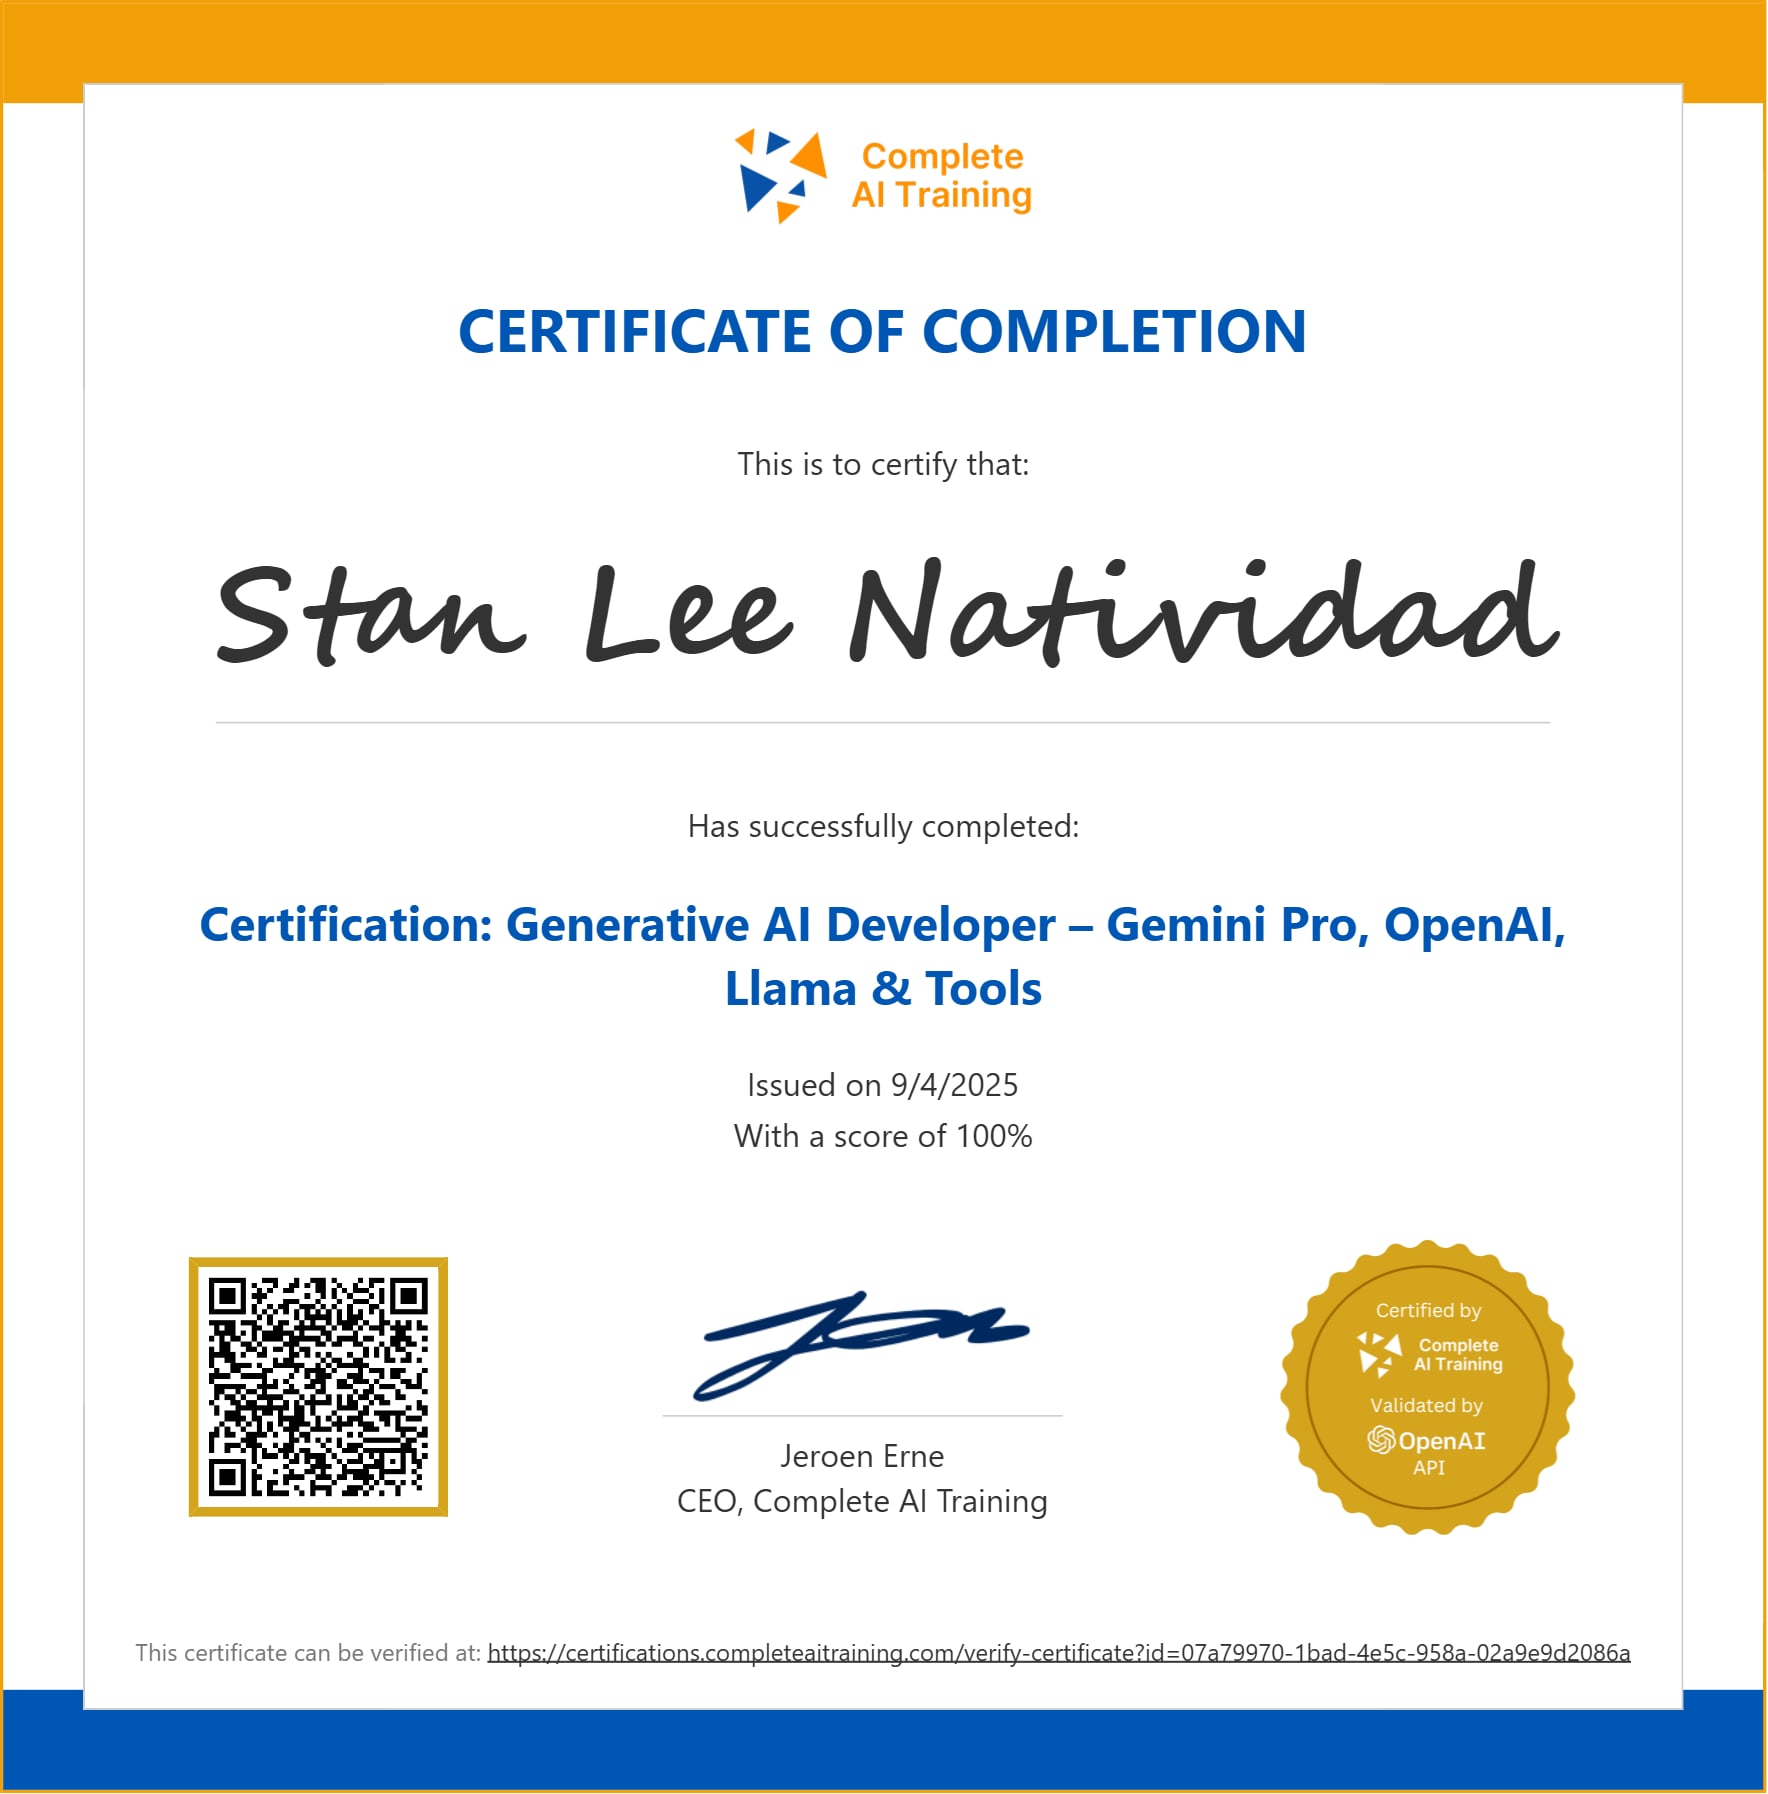 Complete
AI Training
CERTIFICATE OF COMPLETION
This is to certify that:
Stan Lee Natividad
Has successfully completed:
Certification: Generative AI Developer – Gemini Pro, OpenAI,
Llama & Tools
Issued on 9/4/2025
With a score of 100%
Jeroen Erne
CEO, Complete AI Training
Certified by
Complete
AI Training
Validated by
OpenAI
API
This certificate can be verified at: https://certifications.completeaitraining.com/verify-certificate?id=07a79970-1bad-4e5c-958a-02a9e9d2086a